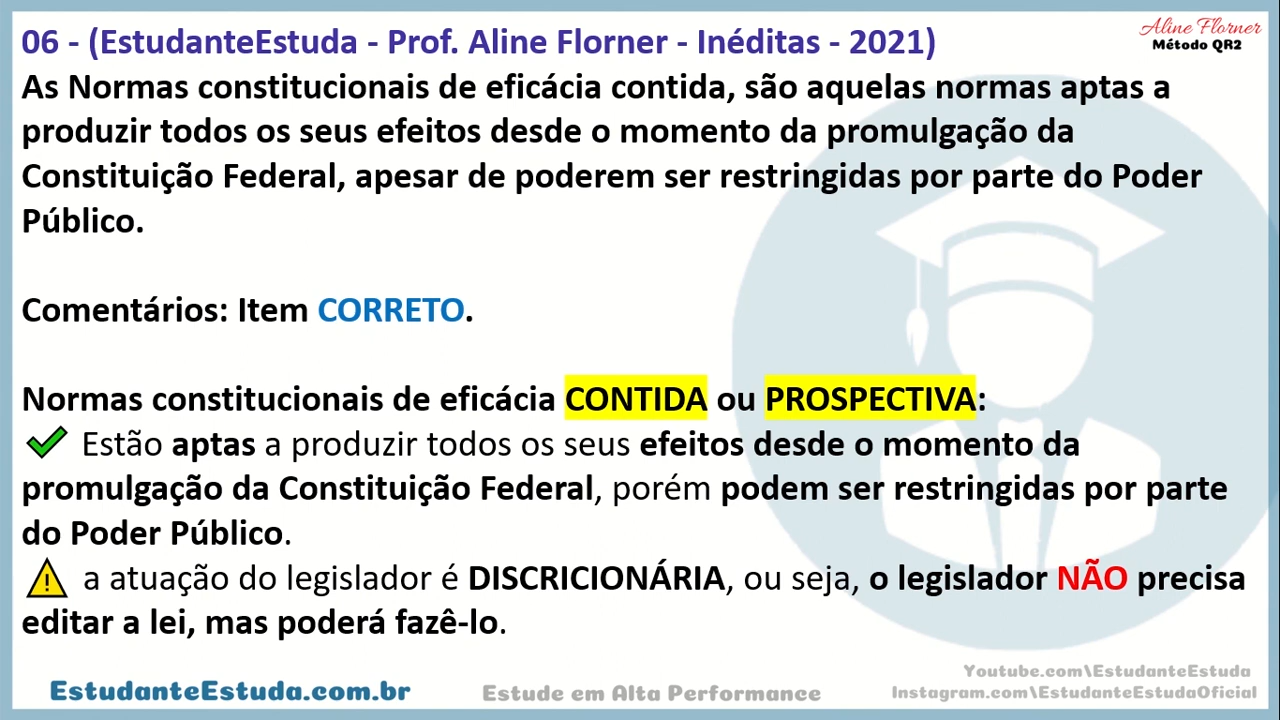 Aline Florner
Método QR2
06 - (EstudanteEstuda - Prof. Aline Florner - Inéditas - 2021)
As Normas constitucionais de eficácia contida, são aquelas normas aptas a
produzir todos os seus efeitos desde o momento da promulgação da
Constituição Federal, apesar de poderem ser restringidas por parte do Poder
Público.
Comentários: Item CORRETO.
Normas constitucionais de eficácia CONTIDA ou PROSPECTIVA:
Estão aptas a produzir todos os seus efeitos desde o momento da
promulgação da Constituição Federal, porém podem ser restringidas por parte
do Poder Público.
a atuação do legislador é DISCRICIONÁRIA, ou seja, o legislador NÃO precisa
editar a lei, mas poderá fazê-lo.
EstudanteEstuda.com.br
Estude em Alta Performance
Youtube.com\EstudanteEstuda
Instagram.com\EstudanteEstudaOficial